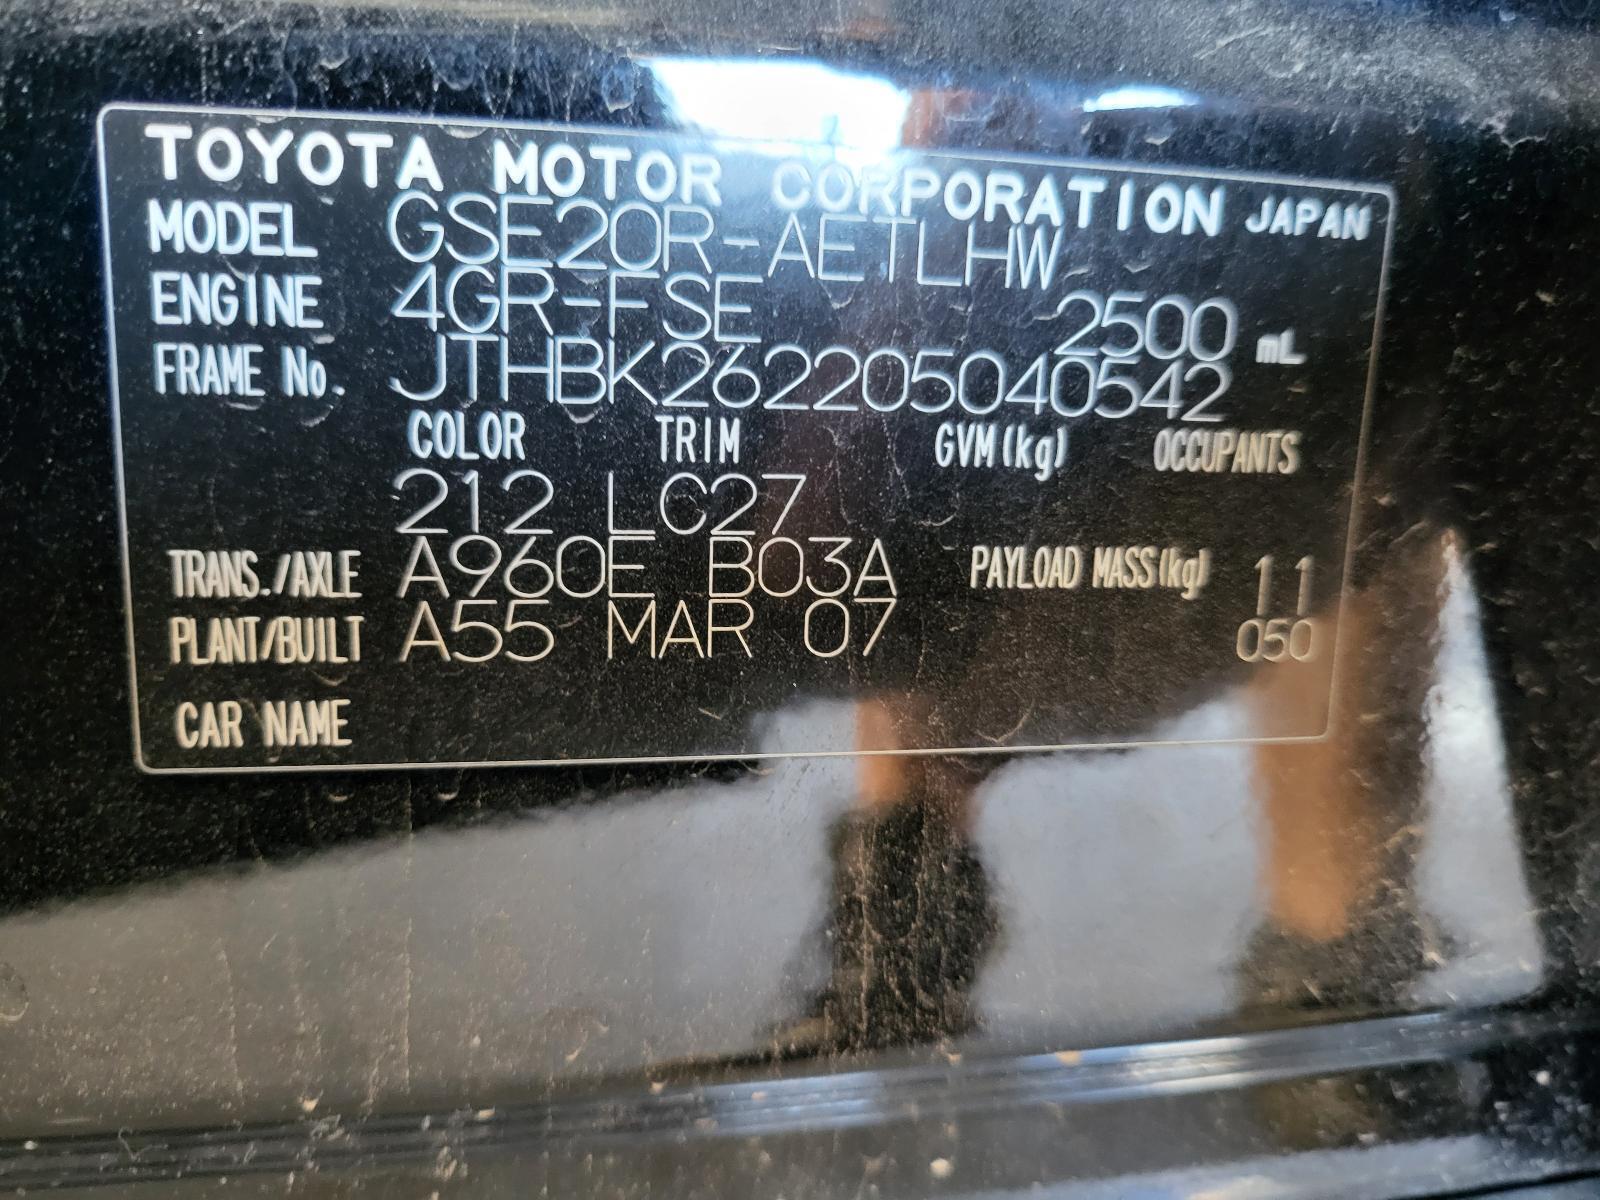 TOYOTA MOTOR CORPORATION JAPAN
MODEL GSE20R-AETLHW
ENGINE 4GR-FSE 2500 mL
FRAME No. JTHBK262205040542
COLOR TRIM GVM(kg) OCCUPANTS
212 LC27
TRANS./AXLE A960E B03A PAYLOAD MASS(kg) 11
PLANT/BUILT A55 MAR 07 050
CAR NAME